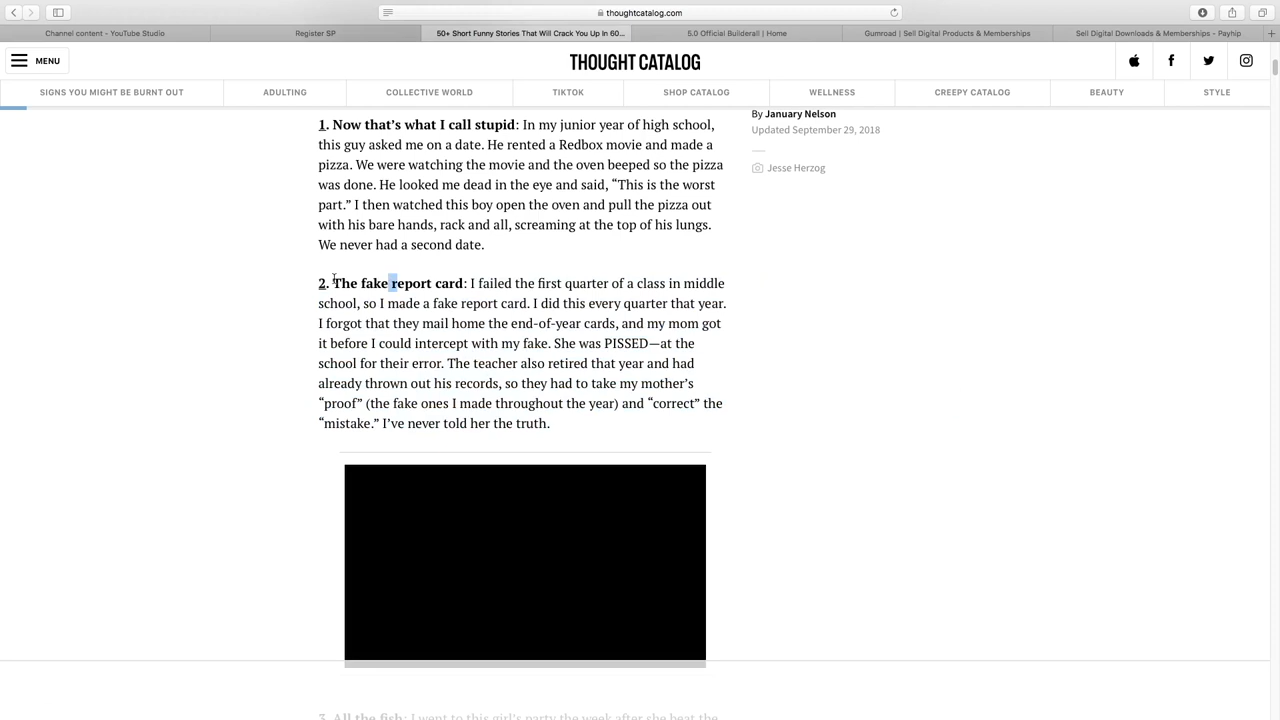 thoughtcatalog.com
Channel content - YouTube Studio
Register SP
50+ Short Funny Stories That Will Crack You Up In 60...
5.0 Official Builderall | Home
Gumroad | Sell Digital Products & Memberships
Sell Digital Downloads & Memberships - Payhip
MENU
THOUGHT CATALOG
SIGNS YOU MIGHT BE BURNT OUT
ADULTING
COLLECTIVE WORLD
TIKTOK
SHOP CATALOG
WELLNESS
CREEPY CATALOG
BEAUTY
STYLE
1. Now that’s what I call stupid: In my junior year of high school,
this guy asked me on a date. He rented a Redbox movie and made a
pizza. We were watching the movie and the oven beeped so the pizza
was done. He looked me dead in the eye and said, “This is the worst
part.” I then watched this boy open the oven and pull the pizza out
with his bare hands, rack and all, screaming at the top of his lungs.
We never had a second date.
By January Nelson
Updated September 29, 2018
Jesse Herzog
2. The fake report card: I failed the first quarter of a class in middle
school, so I made a fake report card. I did this every quarter that year.
I forgot that they mail home the end-of-year cards, and my mom got
it before I could intercept with my fake. She was PISSED—at the
school for their error. The teacher also retired that year and had
already thrown out his records, so they had to take my mother’s
“proof” (the fake ones I made throughout the year) and “correct” the
“mistake.” I’ve never told her the truth.
3. All the fish: I went to this girl’s party the week after she beat the